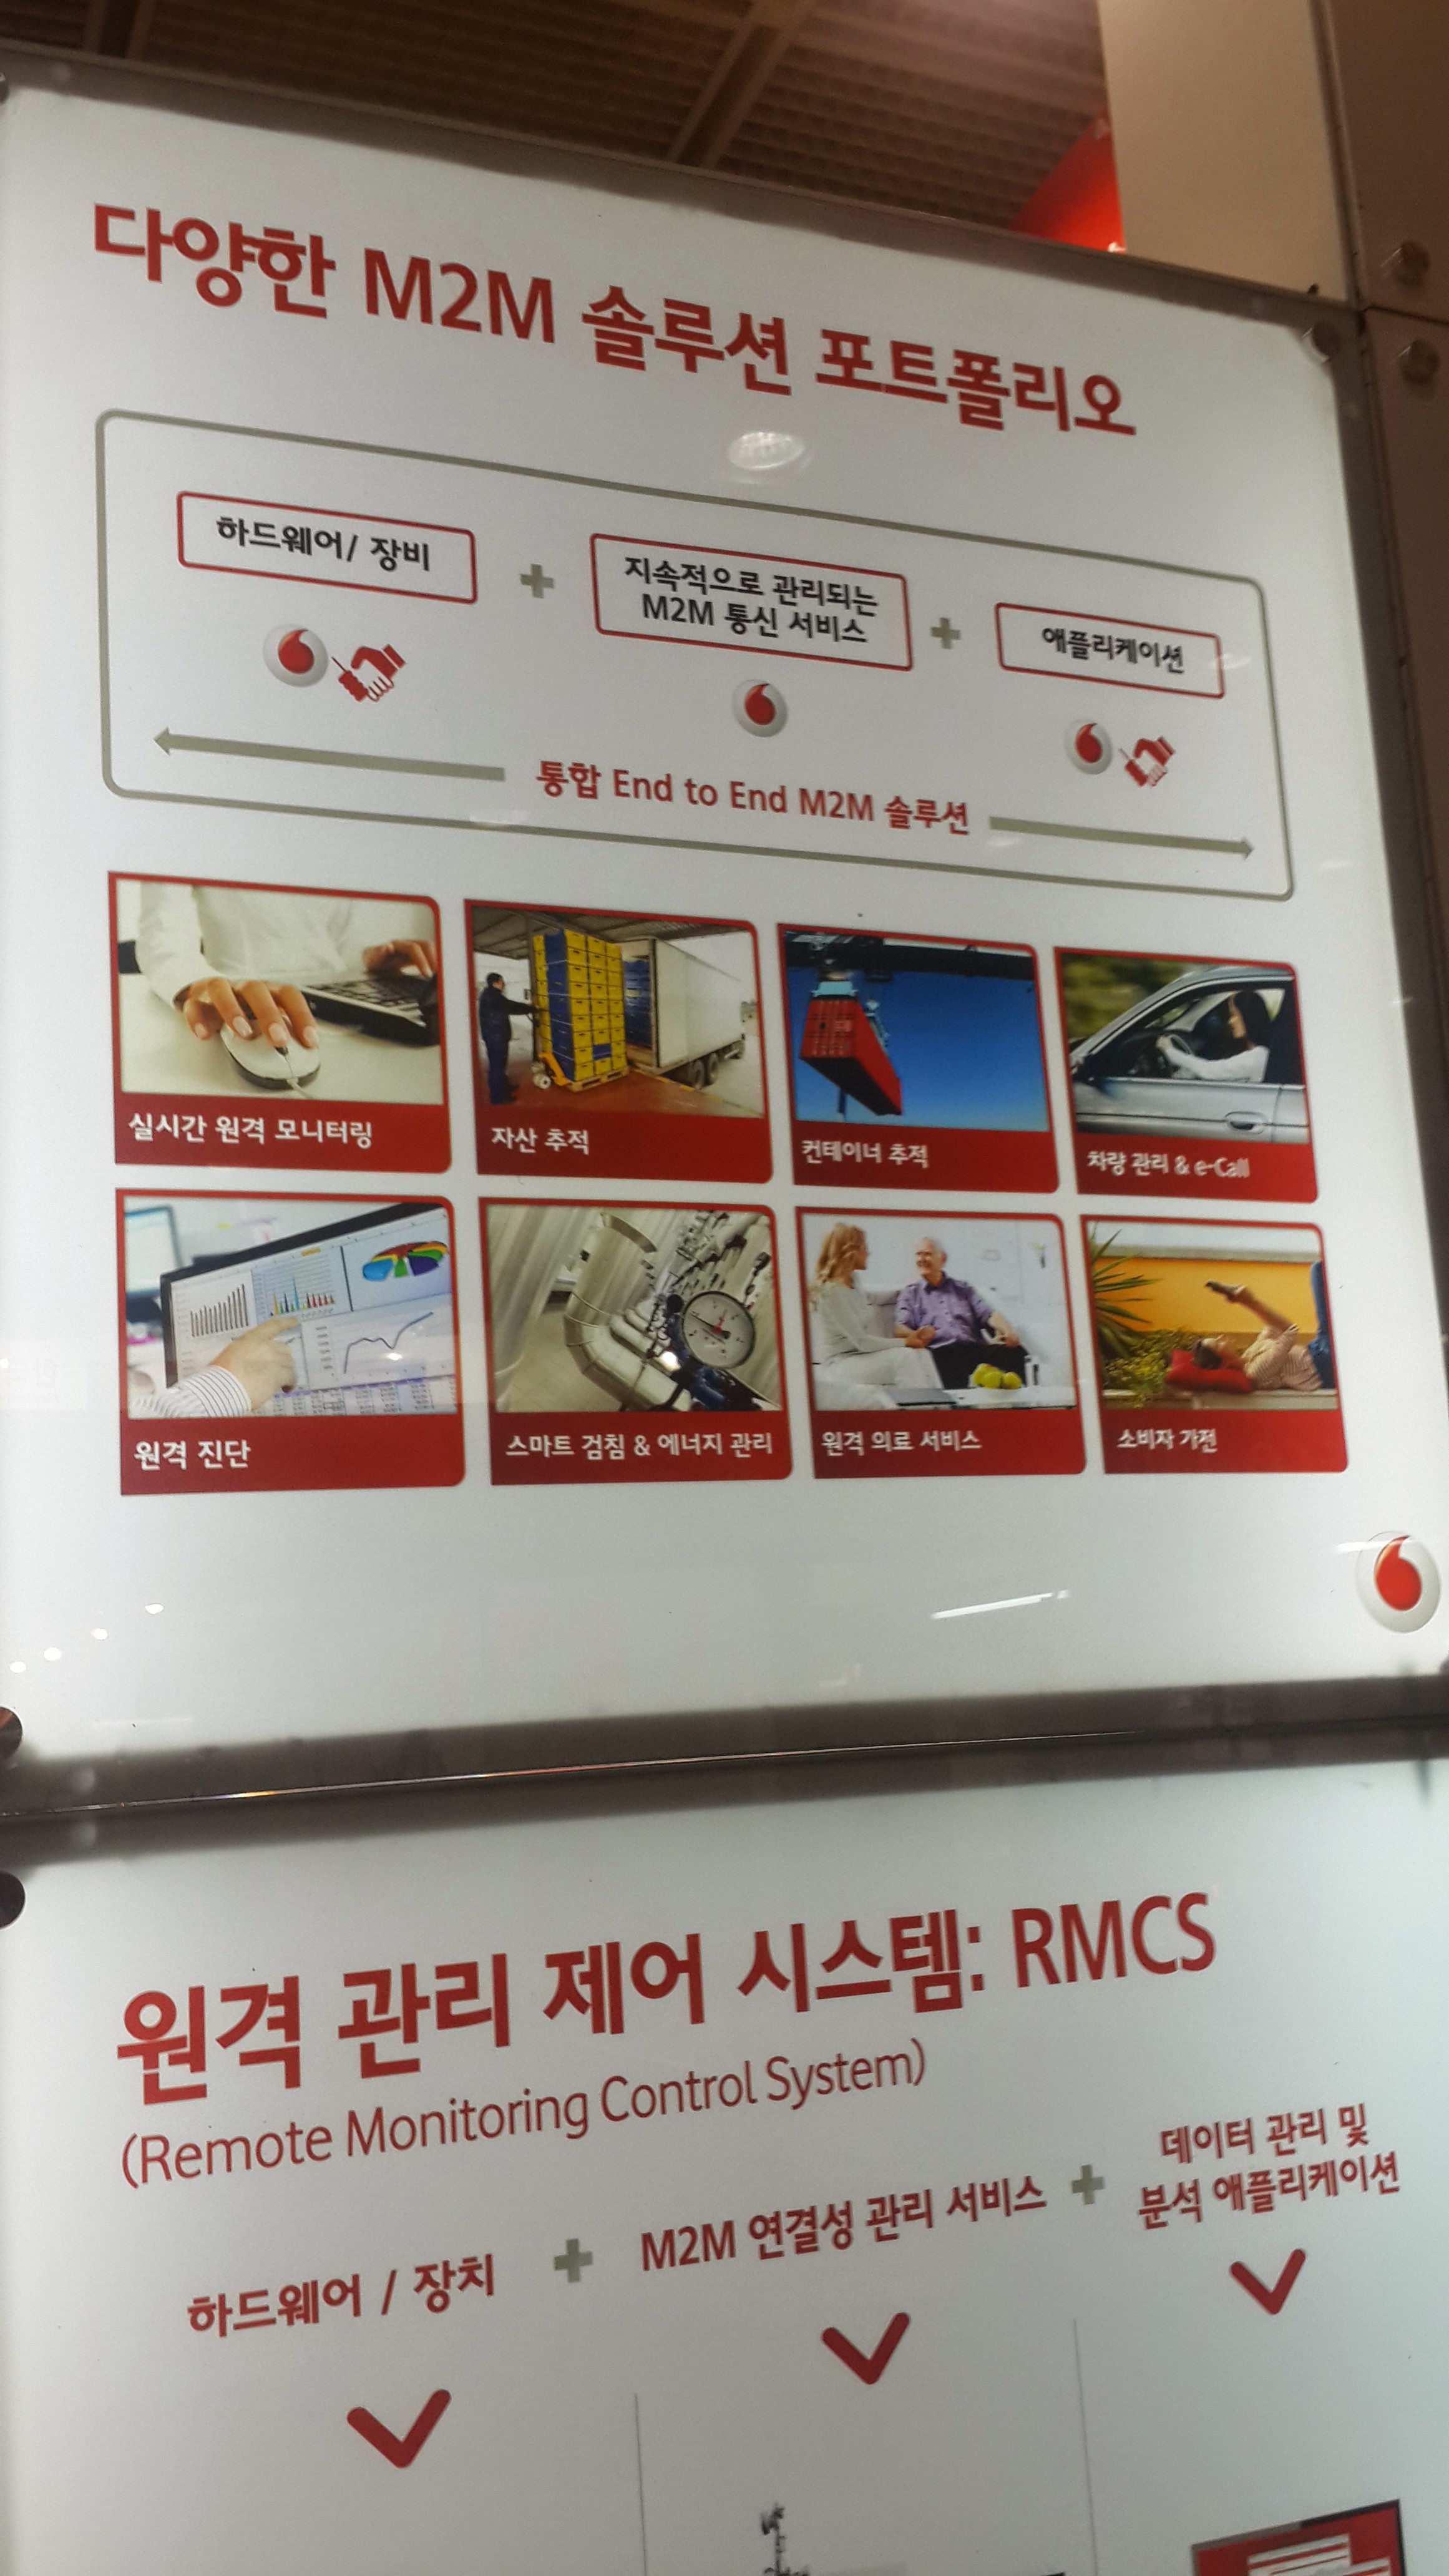 다양한 M2M 솔루션 포트폴리오
하드웨어/ 장비
+
지속적으로 관리되는
M2M 통신 서비스
+
애플리케이션
통합 End to End M2M 솔루션
실시간 원격 모니터링
자산 추적
컨테이너 추적
차량 관리 & e-Call
원격 진단
스마트 검침 & 에너지 관리
원격 의료 서비스
소비자 가전
원격 관리 제어 시스템: RMCS
(Remote Monitoring Control System)
하드웨어 / 장치
+
M2M 연결성 관리 서비스
+
데이터 관리 및
분석 애플리케이션